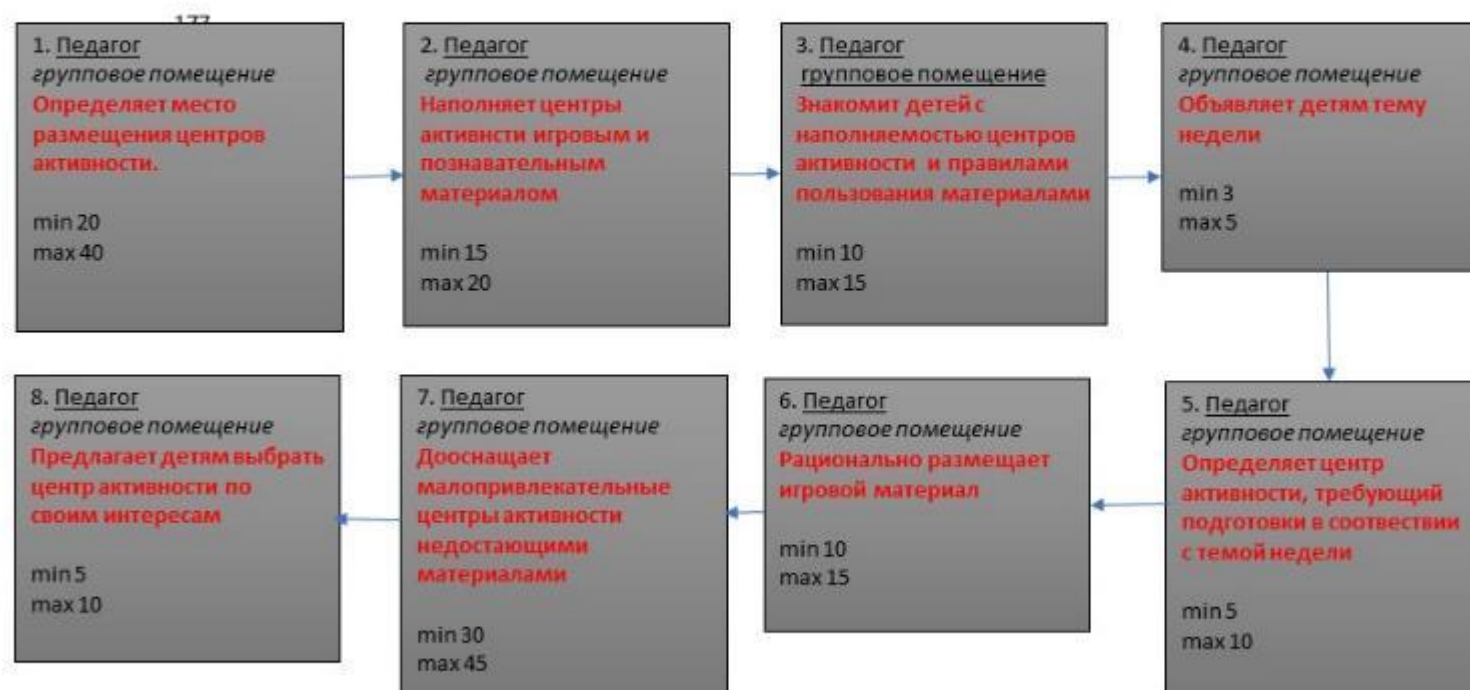 177
1. Педагог
групповое помещение
Определяет место
размещения центров
активности.
min 20
max 40
2. Педагог
групповое помещение
Наполняет центры
активнсти игровым и
познавательным
материалом
min 15
max 20
3. Педагог
групповое помещение
Знакомит детей с
наполняемостью центров
активности и правилами
пользования материалами
min 10
max 15
4. Педагог
групповое помещение
Объявляет детям тему
недели
min 3
max 5
5. Педагог
групповое помещение
Определяет центр
активности, требующий
подготовки в соотвествии
с темой недели
min 5
max 10
6. Педагог
групповое помещение
Рационально размещает
игровой материал
min 10
max 15
7. Педагог
групповое помещение
Дооснащает
малопривлекательные
центры активности
недостающими
материалами
min 30
max 45
8. Педагог
групповое помещение
Предлагает детям выбрать
центр активности по
своим интересам
min 5
max 10